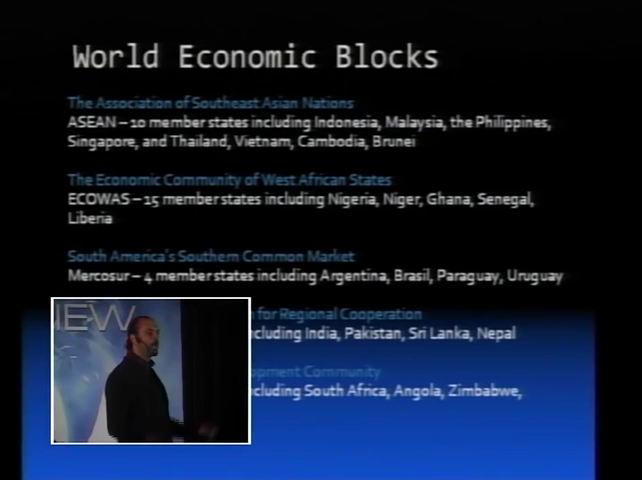 World Economic Blocks
The Association of Southeast Asian Nations
ASEAN – 10 member states including Indonesia, Malaysia, the Philippines,
Singapore, and Thailand, Vietnam, Cambodia, Brunei
The Economic Community of West African States
ECOWAS – 15 member states including Nigeria, Niger, Ghana, Senegal,
Liberia
South America's Southern Common Market
Mercosur – 4 member states including Argentina, Brasil, Paraguay, Uruguay
for Regional Cooperation
India, Pakistan, Sri Lanka, Nepal
Community
South Africa, Angola, Zimbabwe,